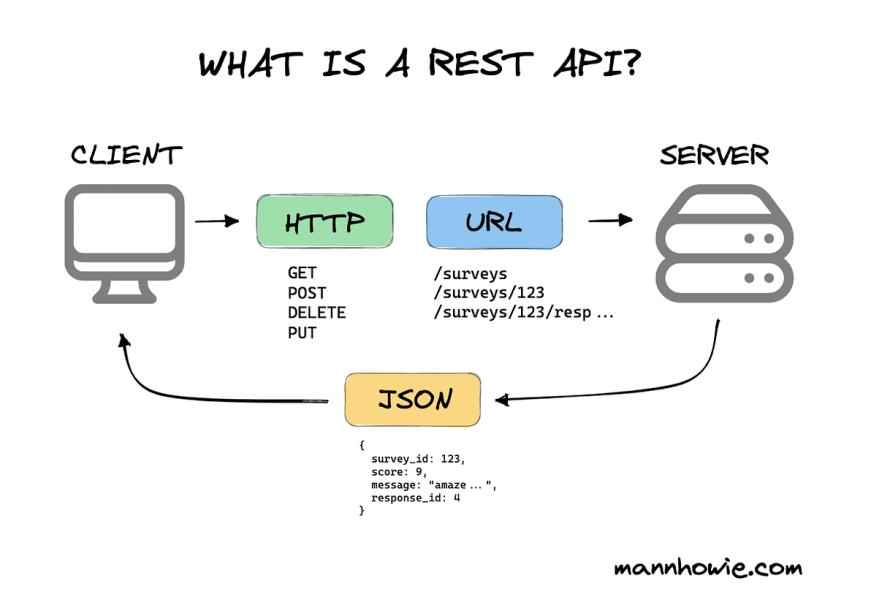 WHAT IS A REST API?
CLIENT
SERVER
HTTP
URL
GET
POST
DELETE
PUT
/surveys
/surveys/123
/surveys/123/resp...
JSON
{
survey_id: 123,
score: 9,
message: "amaze...",
response_id: 4
}
mannhowie.com